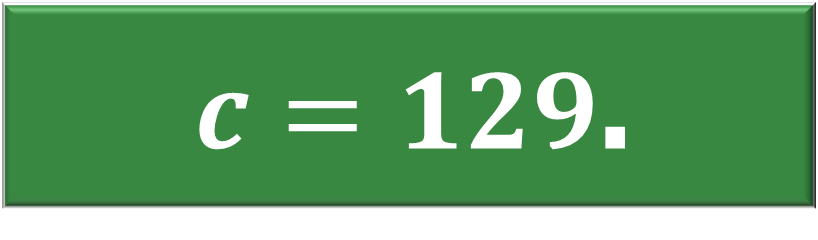 c = 129.